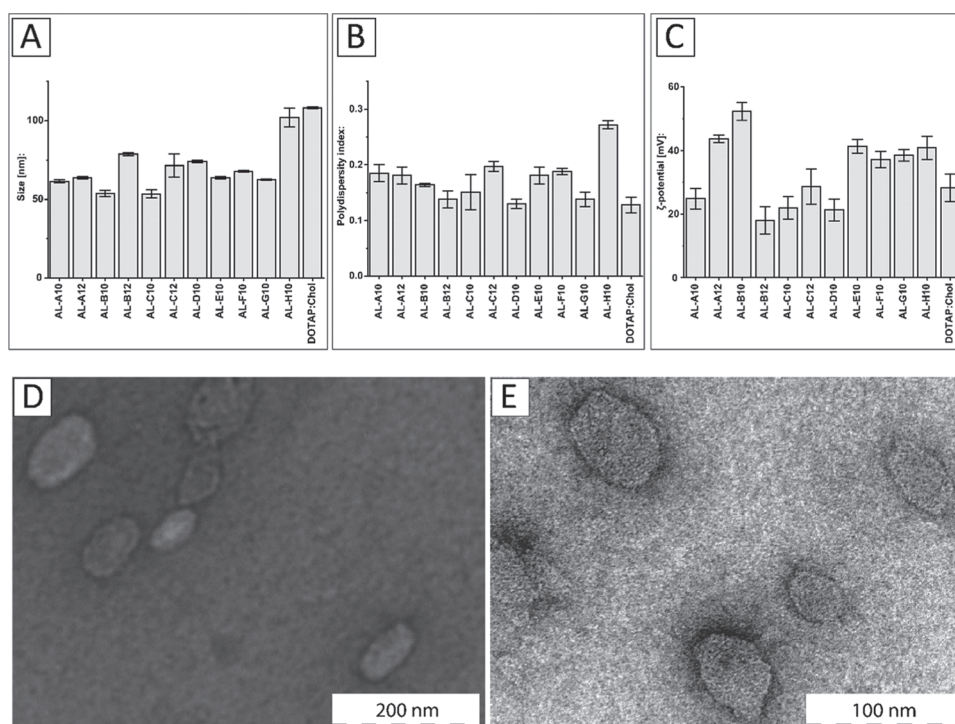 A
Size [nm]:
100
50
0
AL-A10
AL-A12
AL-B10
AL-B12
AL-C10
AL-C12
AL-D10
AL-E10
AL-F10
AL-G10
AL-H10
DOTAP:Chol
B
Polydispersity index:
0.3
0.2
0.1
0.0
AL-A10
AL-A12
AL-B10
AL-B12
AL-C10
AL-C12
AL-D10
AL-E10
AL-F10
AL-G10
AL-H10
DOTAP:Chol
C
ζ-potential [mV]:
60
40
20
0
AL-A10
AL-A12
AL-B10
AL-B12
AL-C10
AL-C12
AL-D10
AL-E10
AL-F10
AL-G10
AL-H10
DOTAP:Chol
D
200 nm
E
100 nm